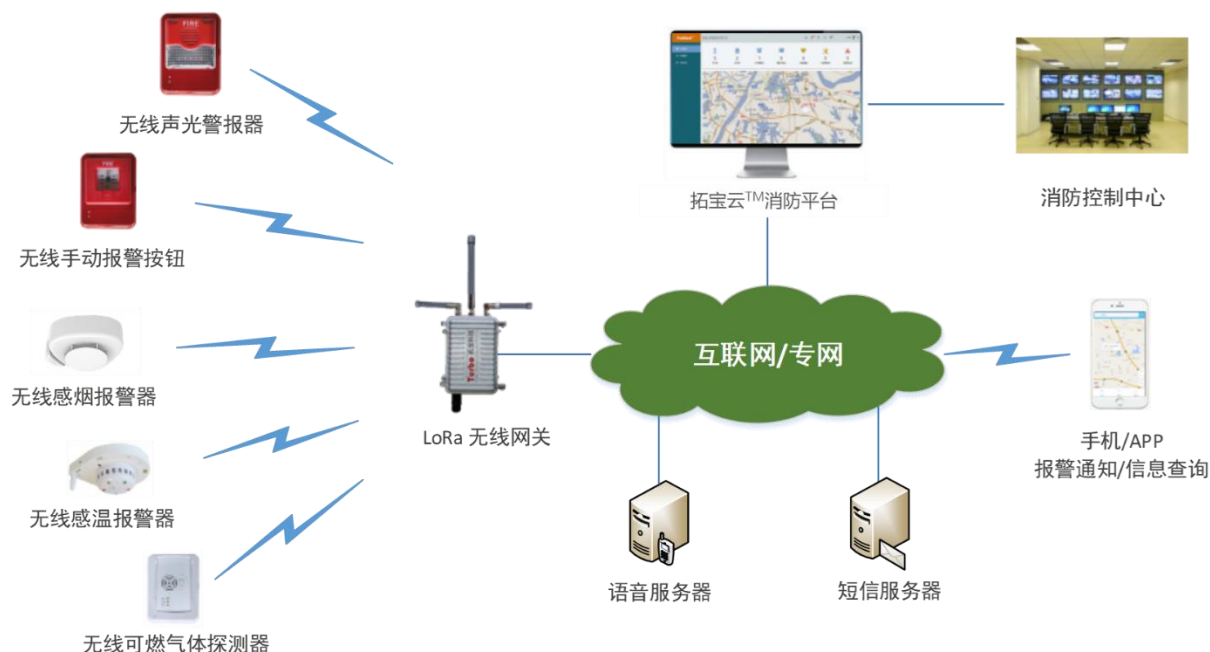 FIRE
无线声光警报器
FIRE
无线手动报警按钮
无线感烟报警器
无线感温报警器
无线可燃气体探测器
Turbo
LoRa 无线网关
拓宝云™消防平台
消防控制中心
互联网/专网
手机/APP
报警通知/信息查询
语音服务器
短信服务器